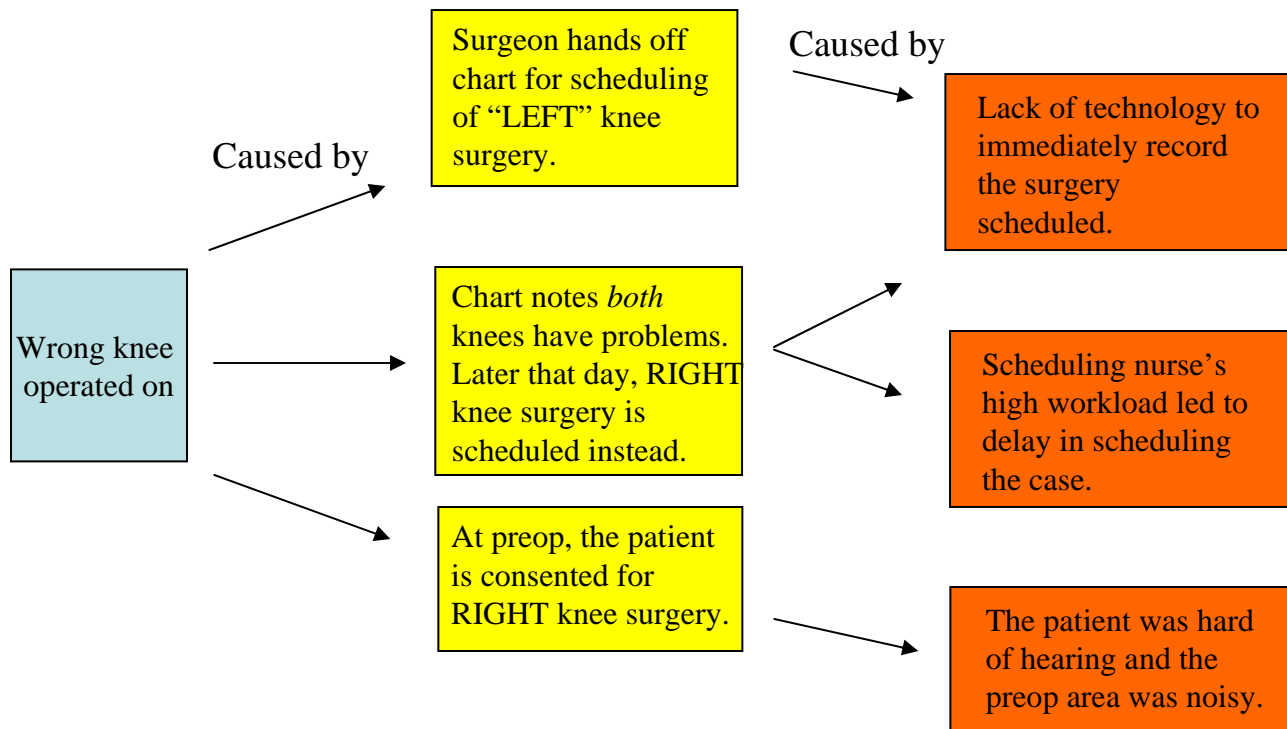 Surgeon hands off
chart for scheduling
of “LEFT” knee
surgery.
Caused by
Caused by
Lack of technology to
immediately record
the surgery
scheduled.
Wrong knee
operated on
Chart notes both
knees have problems.
Later that day, RIGHT
knee surgery is
scheduled instead.
Scheduling nurse’s
high workload led to
delay in scheduling
the case.
At preop, the patient
is consented for
RIGHT knee surgery.
The patient was hard
of hearing and the
preop area was noisy.